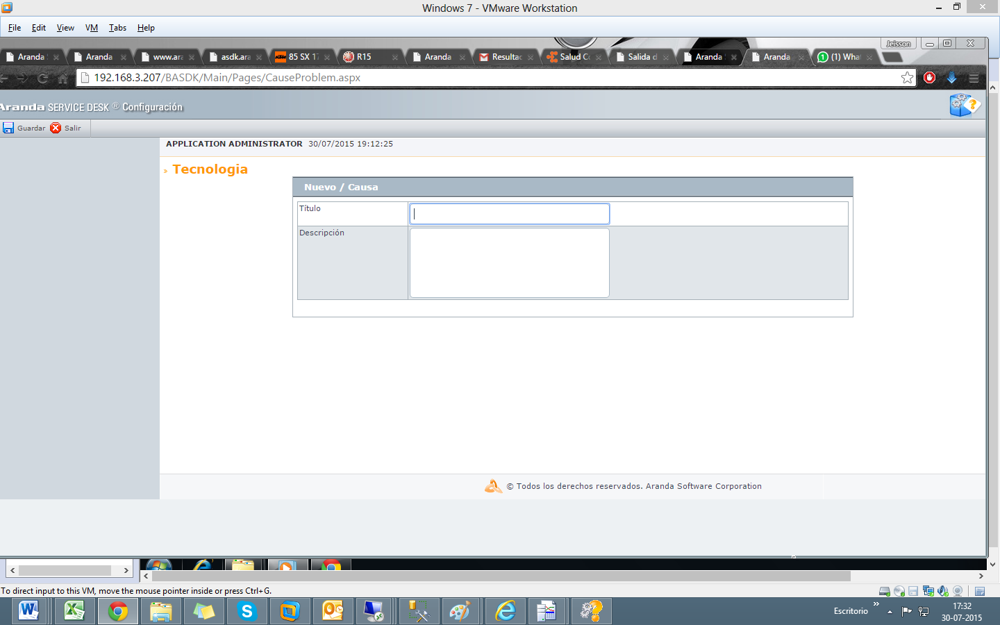 Windows 7 - VMware Workstation
File Edit View VM Tabs Help
Jeisson
Aranda Aranda www.ara asdk.ara 85 SX 17 R15 Aranda Resultac Salud Co Salida d Aranda Aranda (1) What
192.168.3.207/BASDK/Main/Pages/CauseProblem.aspx
Aranda SERVICE DESK ® Configuración
Guardar Salir
APPLICATION ADMINISTRATOR 30/07/2015 19:12:25
» Tecnologia
Nuevo / Causa
Título
Descripción
© Todos los derechos reservados. Aranda Software Corporation
To direct input to this VM, move the mouse pointer inside or press Ctrl+G.
Escritorio
17:32
30-07-2015